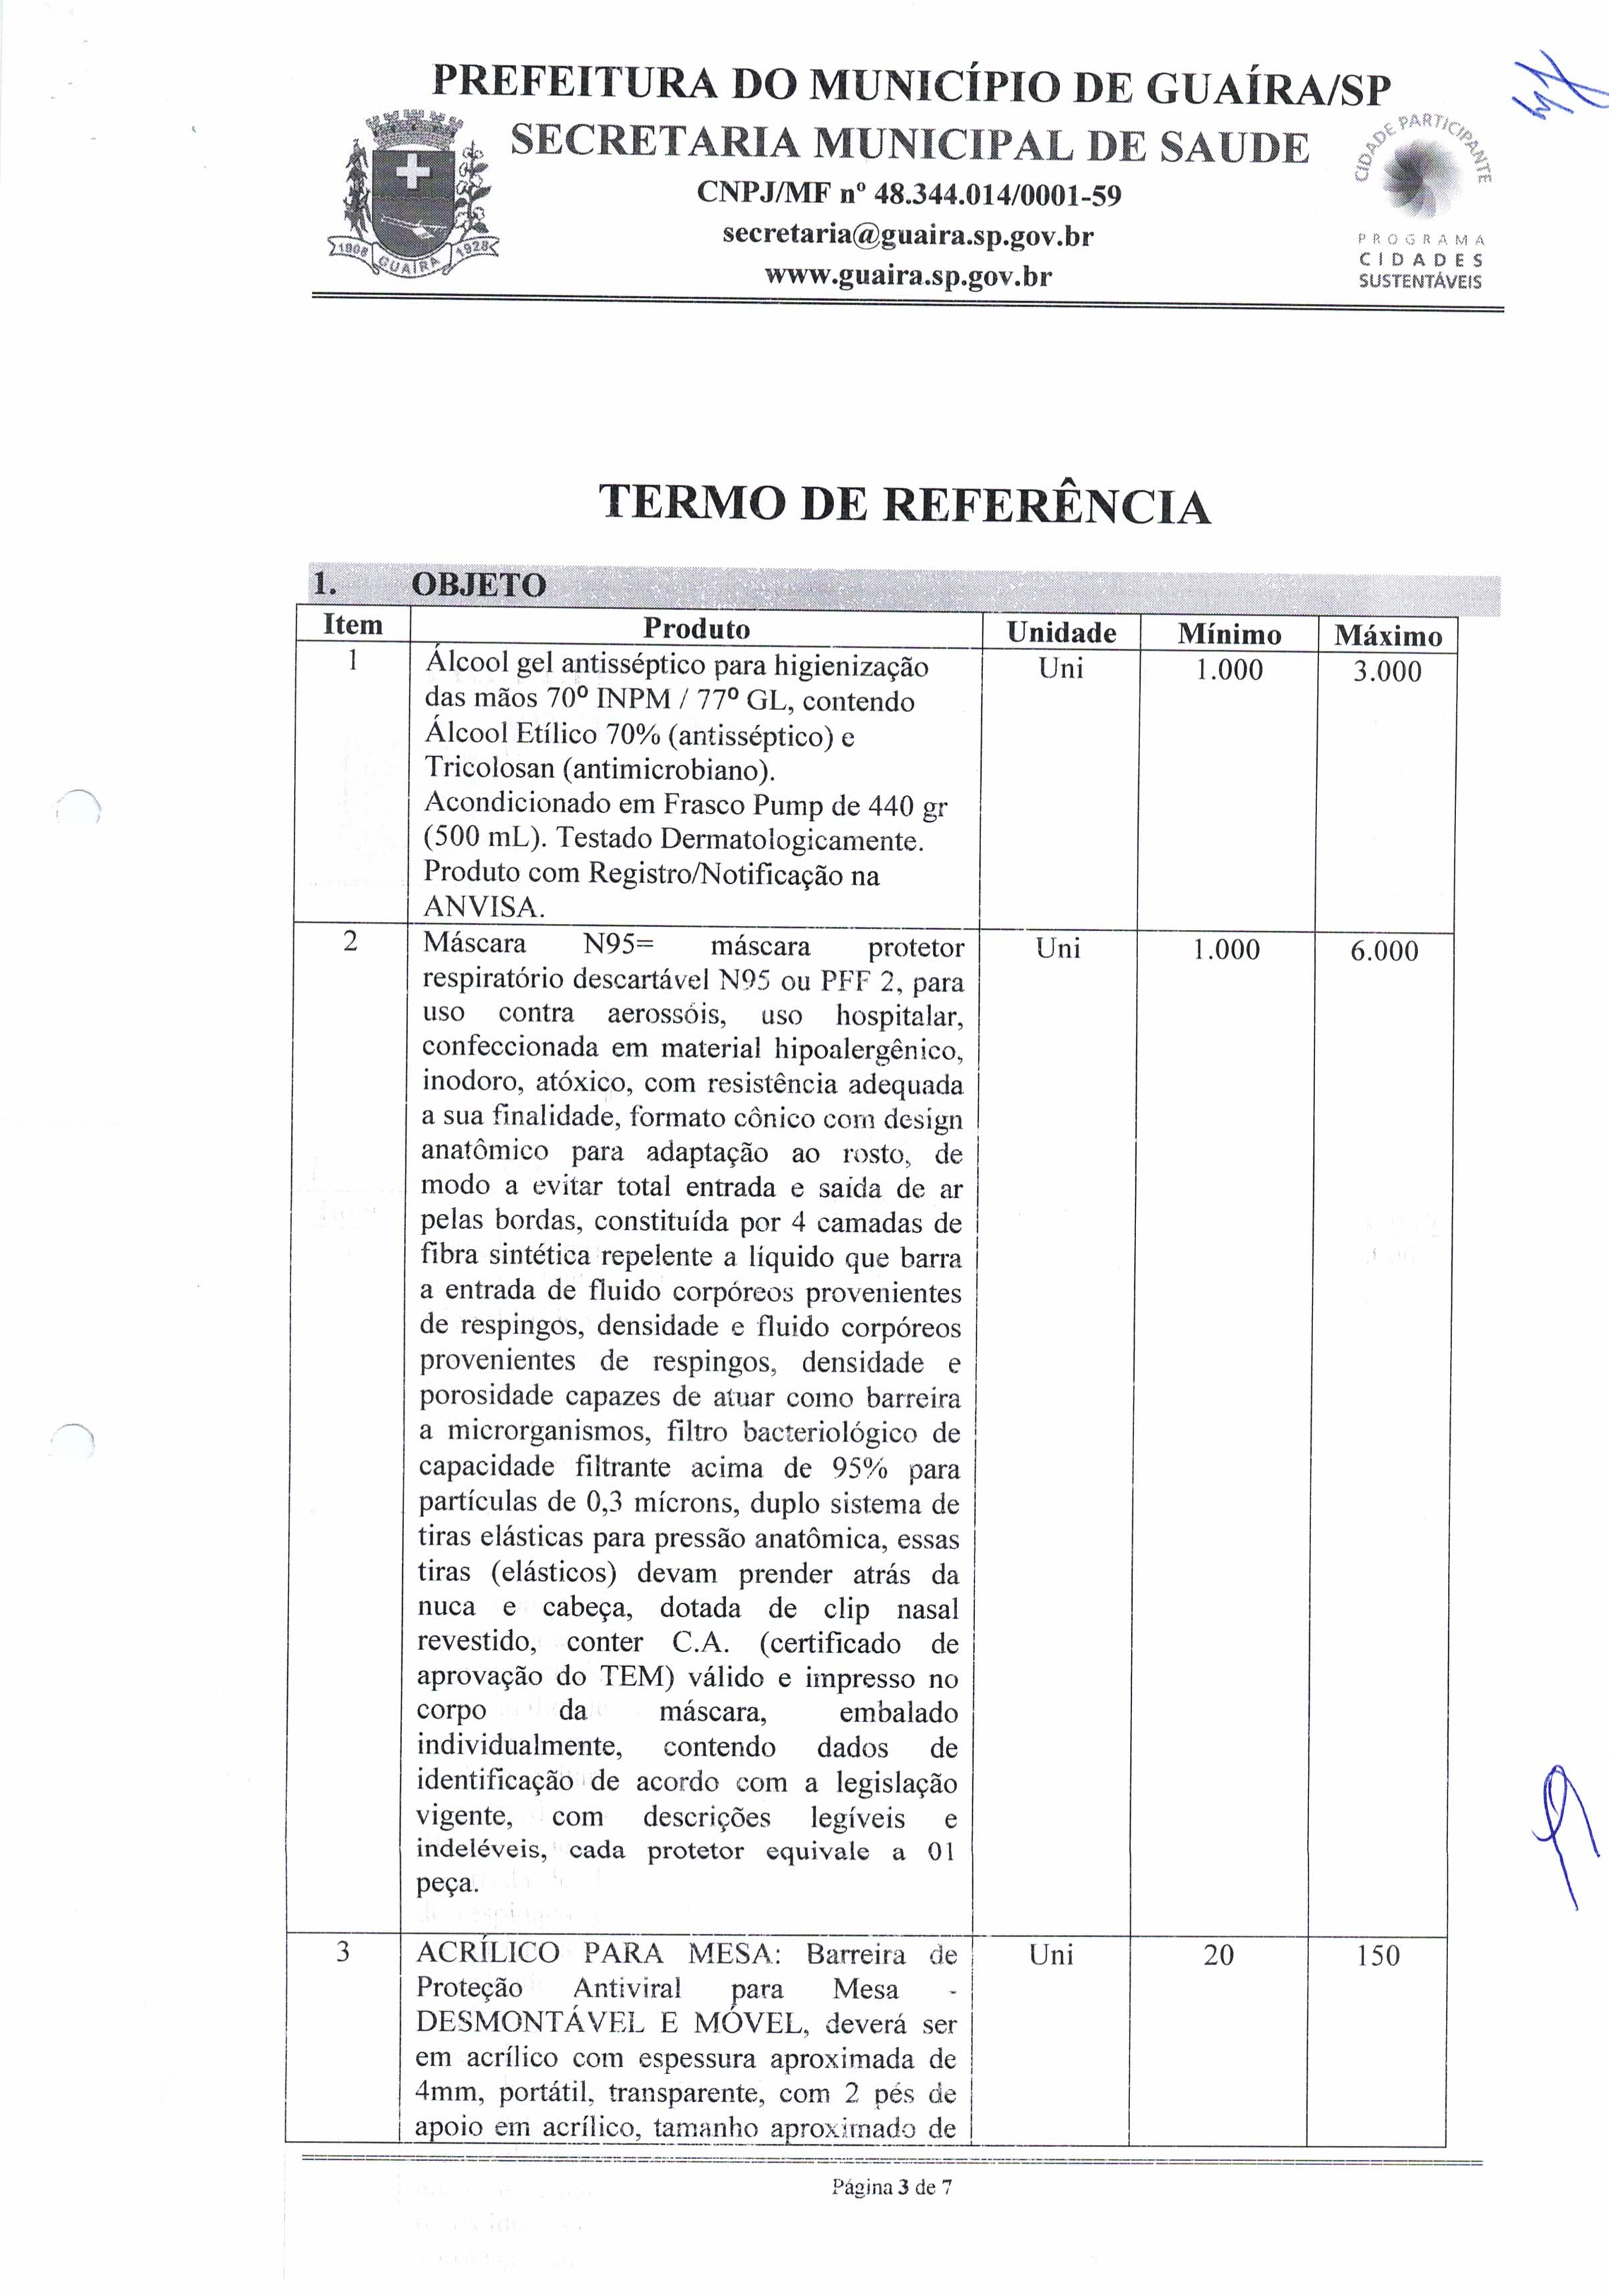 PREFEITURA DO MUNICÍPIO DE GUAÍRA/SP
SECRETARIA MUNICIPAL DE SAUDE
CNPJ/MF nº 48.344.014/0001-59
secretaria@guaira.sp.gov.br
www.guaira.sp.gov.br
1908 GUAÍRA 1928
CIDADE PARTICIPANTE
PROGRAMA
CIDADES
SUSTENTÁVEIS
TERMO DE REFERÊNCIA
1. OBJETO
Item Produto Unidade Mínimo Máximo
1 Álcool gel antisséptico para higienização Uni 1.000 3.000
das mãos 70º INPM / 77º GL, contendo
Álcool Etílico 70% (antisséptico) e
Tricolosan (antimicrobiano).
Acondicionado em Frasco Pump de 440 gr
(500 mL). Testado Dermatologicamente.
Produto com Registro/Notificação na
ANVISA.
2 Máscara N95= máscara protetor Uni 1.000 6.000
respiratório descartável N95 ou PFF 2, para
uso contra aerossóis, uso hospitalar,
confeccionada em material hipoalergênico,
inodoro, atóxico, com resistência adequada
a sua finalidade, formato cônico com design
anatômico para adaptação ao rosto, de
modo a evitar total entrada e saída de ar
pelas bordas, constituída por 4 camadas de
fibra sintética repelente a líquido que barra
a entrada de fluido corpóreos provenientes
de respingos, densidade e fluido corpóreos
provenientes de respingos, densidade e
porosidade capazes de atuar como barreira
a microrganismos, filtro bacteriológico de
capacidade filtrante acima de 95% para
partículas de 0,3 mícrons, duplo sistema de
tiras elásticas para pressão anatômica, essas
tiras (elásticos) devam prender atrás da
nuca e cabeça, dotada de clip nasal
revestido, conter C.A. (certificado de
aprovação do TEM) válido e impresso no
corpo da máscara, embalado
individualmente, contendo dados de
identificação de acordo com a legislação
vigente, com descrições legíveis e
indeléveis, cada protetor equivale a 01
peça.
3 ACRÍLICO PARA MESA: Barreira de Uni 20 150
Proteção Antiviral para Mesa -
DESMONTÁVEL E MÓVEL, deverá ser
em acrílico com espessura aproximada de
4mm, portátil, transparente, com 2 pés de
apoio em acrílico, tamanho aproximado de
Página 3 de 7